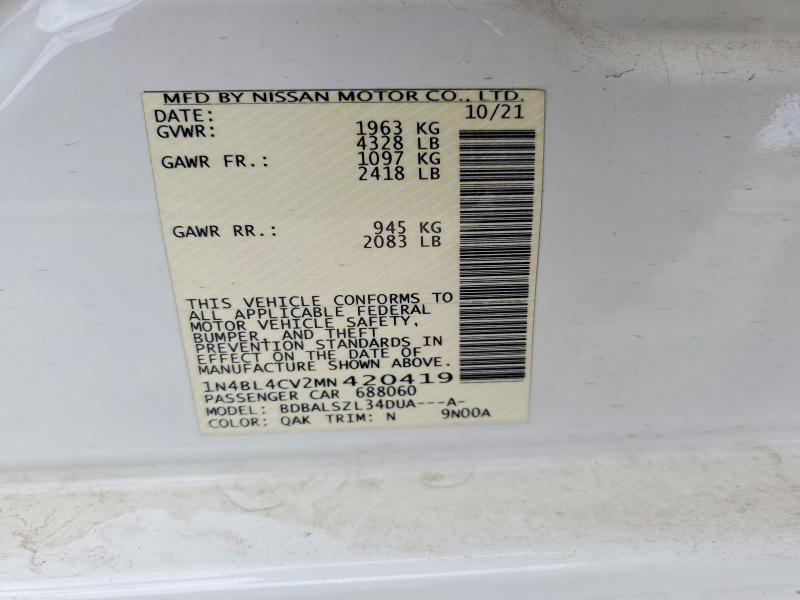 MFD BY NISSAN MOTOR CO., LTD.
DATE: 10/21
GVWR: 1963 KG
4328 LB
GAWR FR.: 1097 KG
2418 LB
GAWR RR.: 945 KG
2083 LB
THIS VEHICLE CONFORMS TO
ALL APPLICABLE FEDERAL
MOTOR VEHICLE SAFETY,
BUMPER, AND THEFT
PREVENTION STANDARDS IN
EFFECT ON THE DATE OF
MANUFACTURE SHOWN ABOVE.
1N4BL4CV2MN420419
PASSENGER CAR 688060
MODEL: BDBALSZL34DUA---A-
COLOR: QAK TRIM: N 9N00A